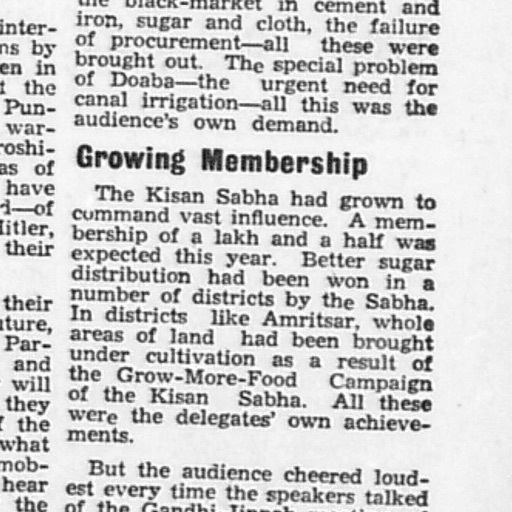 inter-
ns by
en in
t the
Pun-
war-
roshi-
as of
have
d—of
Hitler,
their
their
uture,
Par-
and
will
they
f the
what
mob-
hear
the
the black-market in cement and
iron, sugar and cloth, the failure
of procurement—all these were
brought out. The special problem
of Doaba—the urgent need for
canal irrigation—all this was the
audience's own demand.
Growing Membership
The Kisan Sabha had grown to
command vast influence. A mem-
bership of a lakh and a half was
expected this year. Better sugar
distribution had been won in a
number of districts by the Sabha.
In districts like Amritsar, whole
areas of land had been brought
under cultivation as a result of
the Grow-More-Food Campaign
of the Kisan Sabha. All these
were the delegates' own achieve-
ments.
But the audience cheered loud-
est every time the speakers talked
of the Gandhi Jinnah